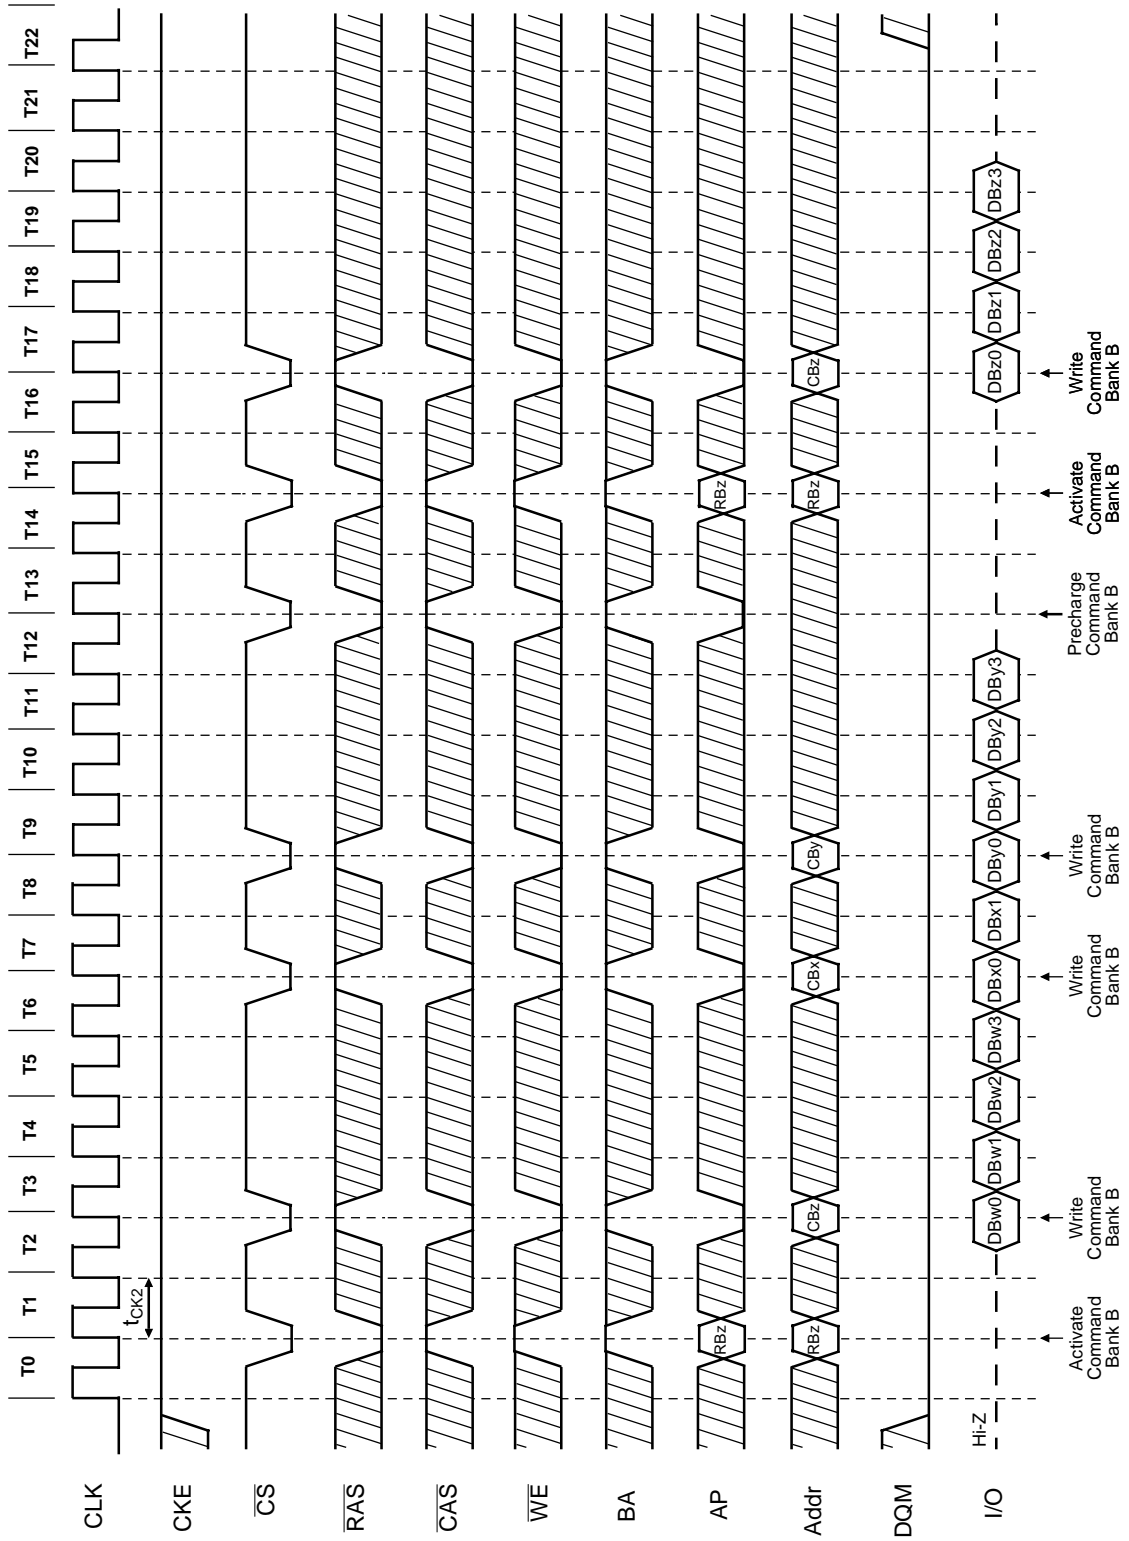 T0 T1 T2 T3 T4 T5 T6 T7 T8 T9 T10 T11 T12 T13 T14 T15 T16 T17 T18 T19 T20 T21 T22
CLK
tCK2
CKE
CS
RAS
CAS
WE
BA
AP
RBz RBz
Addr
RBz CBz CBx CBy RBz CBz
DQM
I/O
Hi-Z
DBw0 DBw1 DBw2 DBw3 DBx0 DBx1 DBy0 DBy1 DBy2 DBy3 DBz0 DBz1 DBz2 DBz3
Activate
Command
Bank B
Write
Command
Bank B
Write
Command
Bank B
Write
Command
Bank B
Precharge
Command
Bank B
Activate
Command
Bank B
Write
Command
Bank B